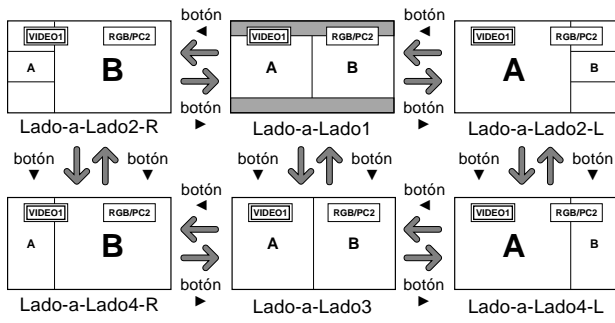 botón botón
◄ ◄
VIDEO1 RGB/PC2 VIDEO1 RGB/PC2 VIDEO1 RGB/PC2
A B A B A B
botón botón
Lado-a-Lado2-R ► Lado-a-Lado1 ► Lado-a-Lado2-L
botón botón botón botón botón botón
▼ ▼ ▼ ▼ ▼ ▼
botón botón
◄ ◄
VIDEO1 RGB/PC2 VIDEO1 RGB/PC2 VIDEO1 RGB/PC2
A B A B A B
botón botón
Lado-a-Lado4-R ► Lado-a-Lado3 ► Lado-a-Lado4-L